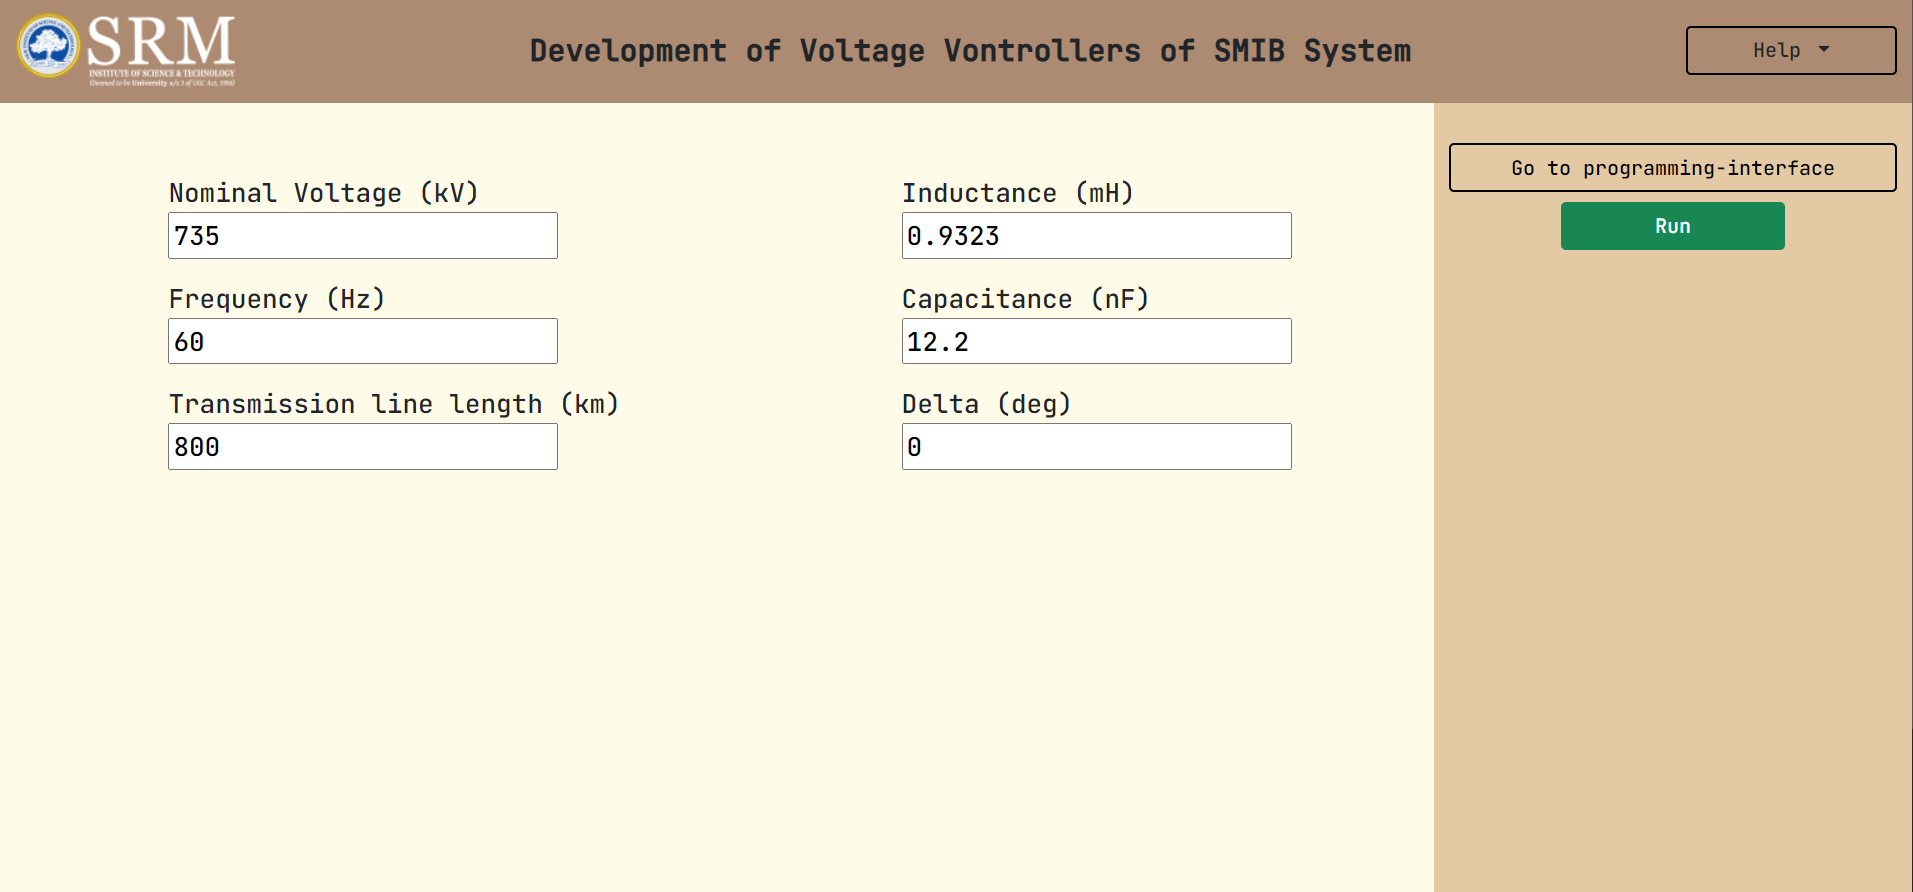 SRM
INSTITUTE OF SCIENCE & TECHNOLOGY
(Deemed to be University u/s 3 of UGC Act, 1956)
Development of Voltage Vontrollers of SMIB System
Help
Nominal Voltage (kV)
735
Inductance (mH)
0.9323
Frequency (Hz)
60
Capacitance (nF)
12.2
Transmission line length (km)
800
Delta (deg)
0
Go to programming-interface
Run